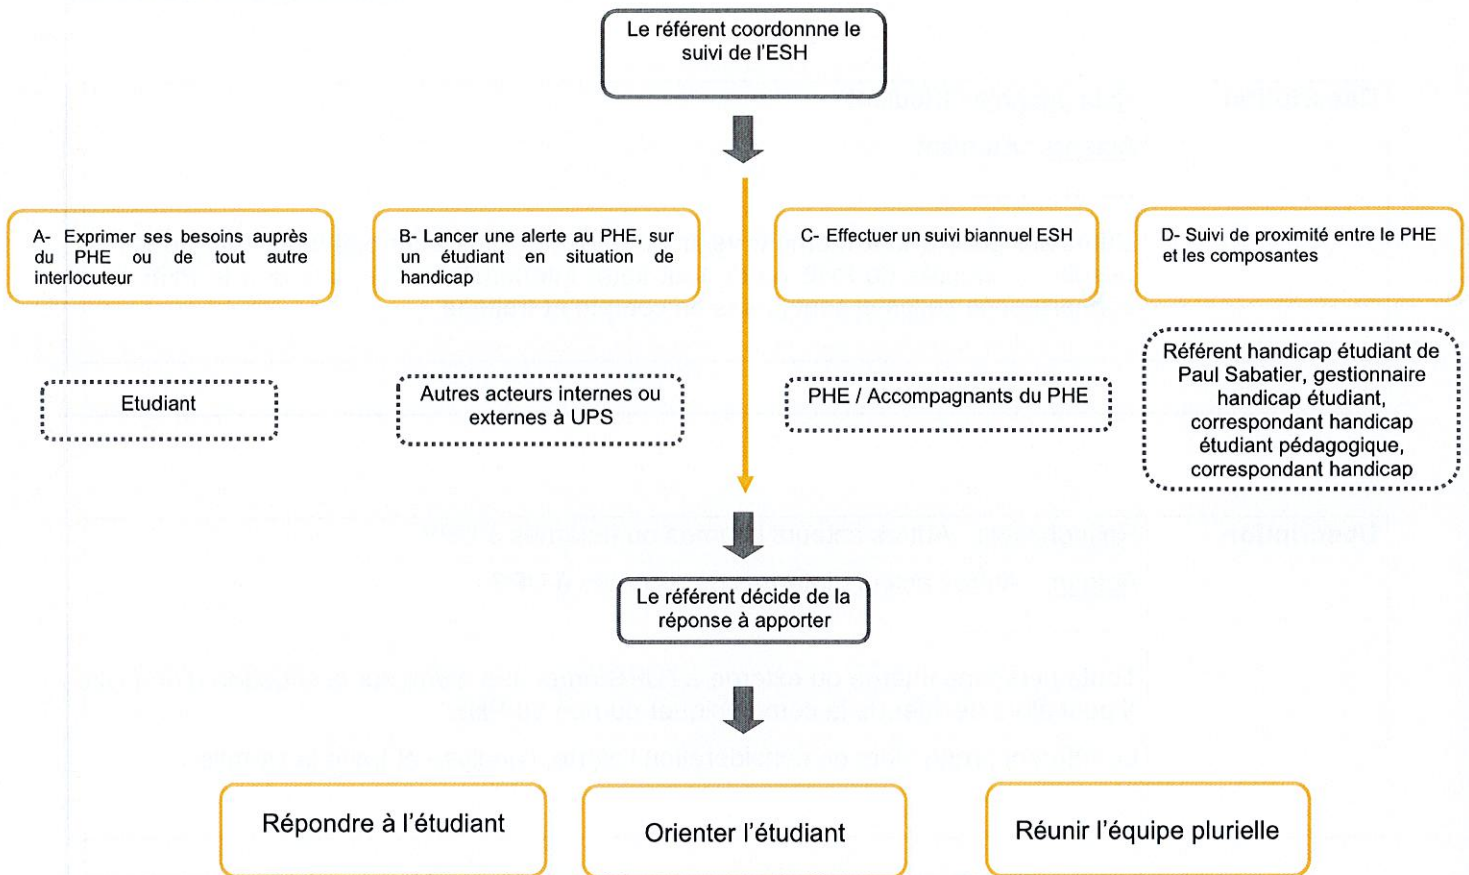 Le référent coordonnne le
suivi de l'ESH
A- Exprimer ses besoins auprès
du PHE ou de tout autre
interlocuteur
B- Lancer une alerte au PHE, sur
un étudiant en situation de
handicap
C- Effectuer un suivi biannuel ESH
D- Suivi de proximité entre le PHE
et les composantes
Etudiant
Autres acteurs internes ou
externes à UPS
PHE / Accompagnants du PHE
Référent handicap étudiant de
Paul Sabatier, gestionnaire
handicap étudiant,
correspondant handicap
étudiant pédagogique,
correspondant handicap
Le référent décide de la
réponse à apporter
Répondre à l'étudiant
Orienter l'étudiant
Réunir l'équipe plurielle